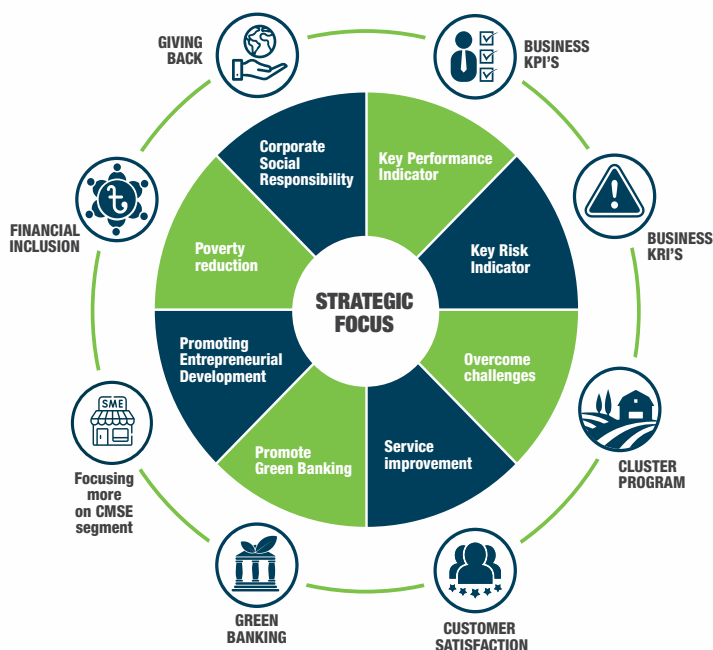 GIVING
BACK
BUSINESS
KPI'S
Corporate
Social
Responsibility
Key Performance
Indicator
FINANCIAL
INCLUSION
Poverty
reduction
Key Risk
Indicator
BUSINESS
KRI'S
STRATEGIC
FOCUS
Promoting
Entrepreneurial
Development
Overcome
challenges
SME
Focusing
more
on CMSE
segment
Promote
Green Banking
Service
improvement
CLUSTER
PROGRAM
GREEN
BANKING
CUSTOMER
SATISFACTION
৳